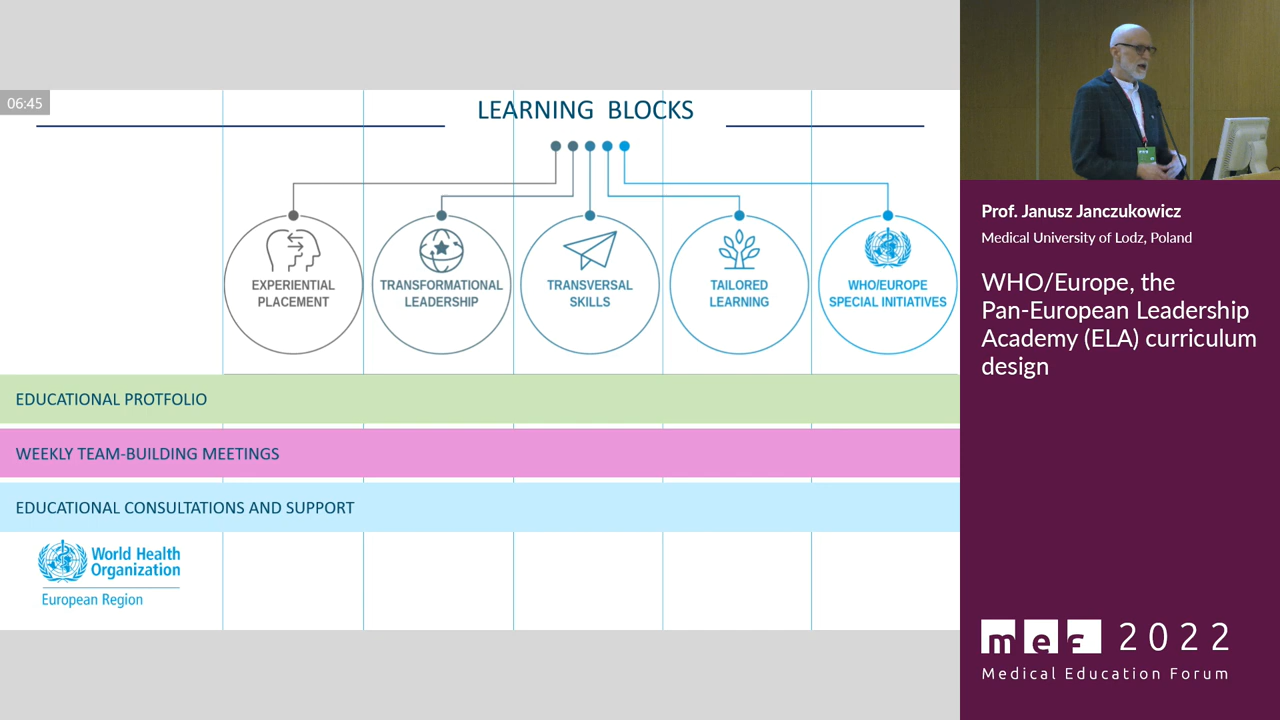 06:45
LEARNING BLOCKS
EXPERIENTIAL
PLACEMENT
TRANSFORMATIONAL
LEADERSHIP
TRANSVERSAL
SKILLS
TAILORED
LEARNING
WHO/EUROPE
SPECIAL INITIATIVES
EDUCATIONAL PROTFOLIO
WEEKLY TEAM-BUILDING MEETINGS
EDUCATIONAL CONSULTATIONS AND SUPPORT
World Health
Organization
European Region
Prof. Janusz Janczukowicz
Medical University of Lodz, Poland
WHO/Europe, the
Pan-European Leadership
Academy (ELA) curriculum
design
mef 2022
Medical Education Forum